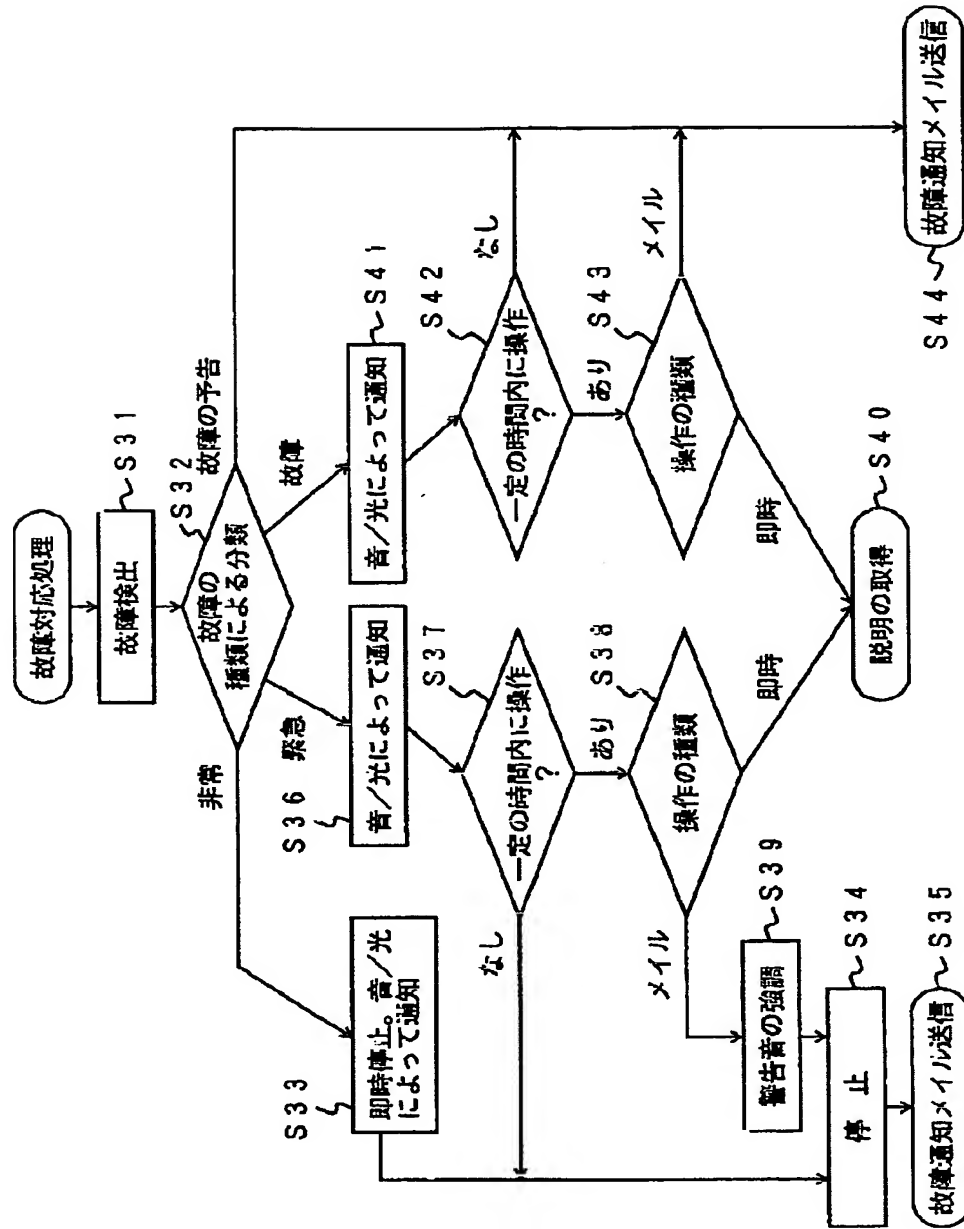 故障対応処理
故障検出
S31
故障の
種類による分類
S32
非常
緊急
故障
故障の予告
S33
即時停止。音/光
によって通知
S36
音/光によって通知
音/光によって通知
S41
一定の時間内に操作
?
S37
なし
あり
一定の時間内に操作
?
S42
なし
あり
操作の種類
S38
メイル
即時
操作の種類
S43
メイル
即時
警告音の強調
S39
停止
S34
故障通知メイル送信
S35
説明の取得
S40
S44
故障通知メイル送信